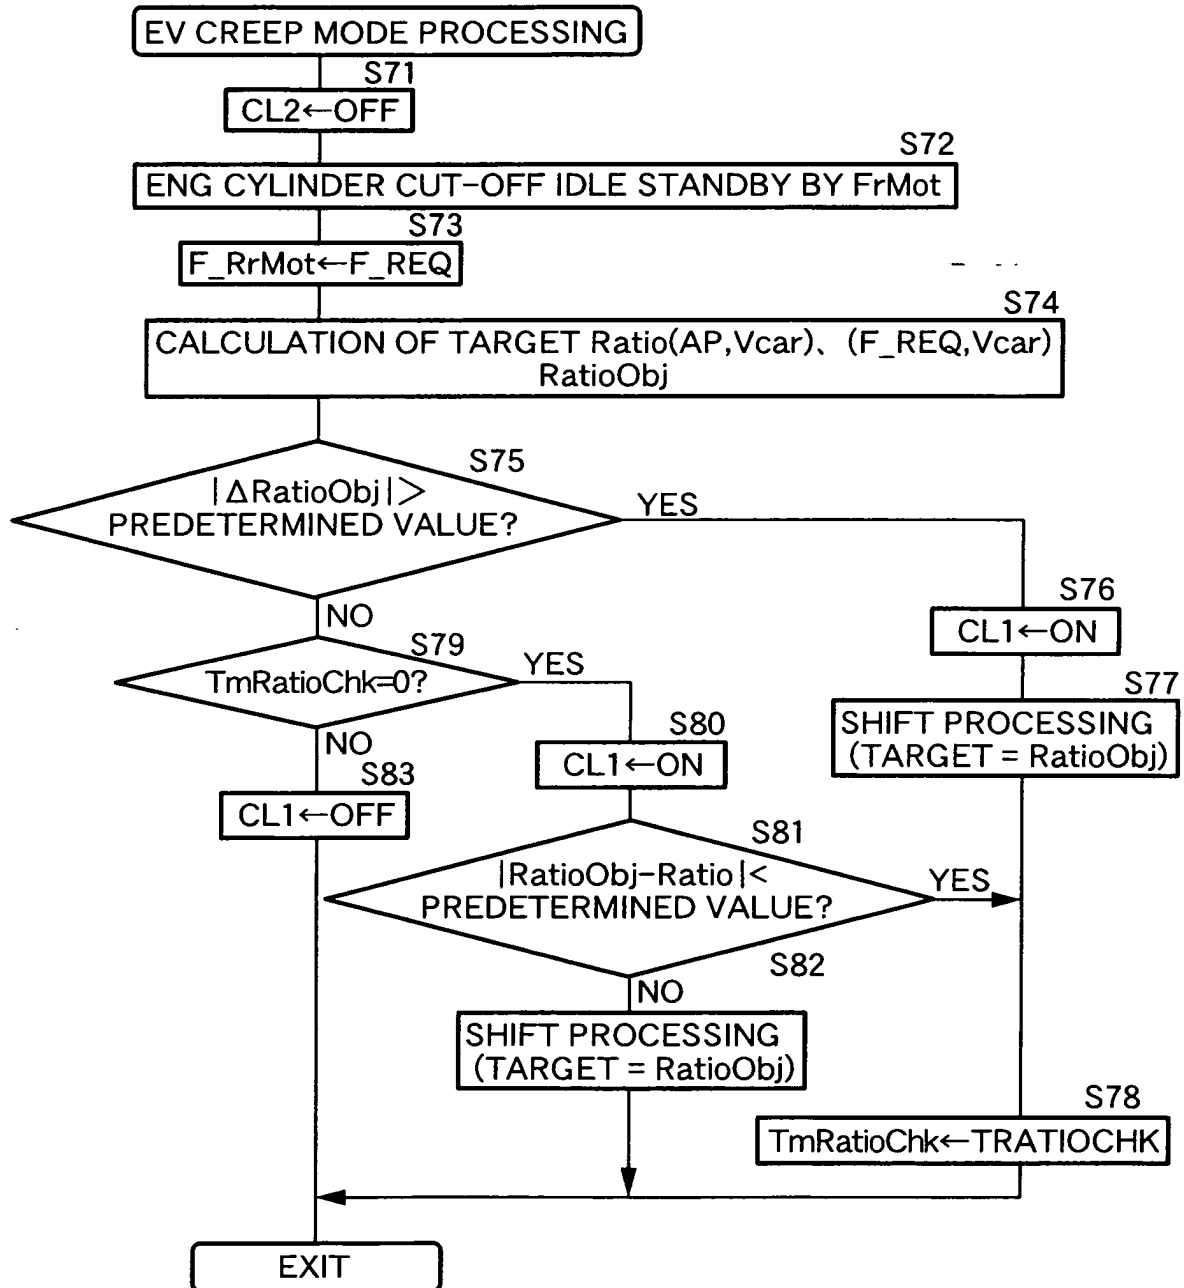 EV CREEP MODE PROCESSING
S71
CL2←OFF
S72
ENG CYLINDER CUT-OFF IDLE STANDBY BY FrMot
S73
F_RrMot←F_REQ
S74
CALCULATION OF TARGET Ratio(AP,Vcar)、(F_REQ,Vcar)
RatioObj
S75
|ΔRatioObj|>
PREDETERMINED VALUE?
YES
NO
S76
CL1←ON
S77
SHIFT PROCESSING
(TARGET = RatioObj)
S79
TmRatioChk=0?
YES
NO
S80
CL1←ON
S83
CL1←OFF
S81
|RatioObj-Ratio|<
PREDETERMINED VALUE?
YES
S82
NO
SHIFT PROCESSING
(TARGET = RatioObj)
S78
TmRatioChk←TRATIOCHK
EXIT